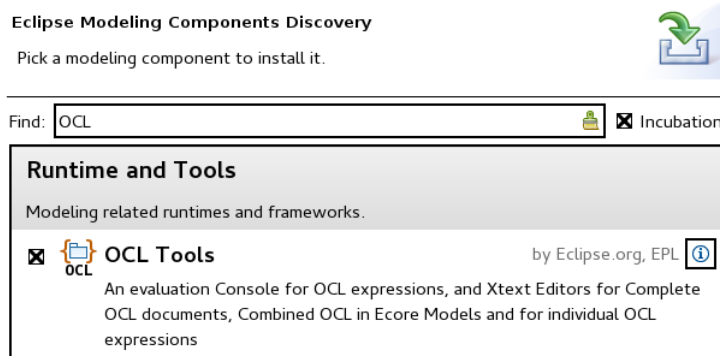 Eclipse Modeling Components Discovery
Pick a modeling component to install it.
Find: OCL Incubation
Runtime and Tools
Modeling related runtimes and frameworks.
OCL OCL Tools by Eclipse.org, EPL
An evaluation Console for OCL expressions, and Xtext Editors for Complete
OCL documents, Combined OCL in Ecore Models and for individual OCL
expressions